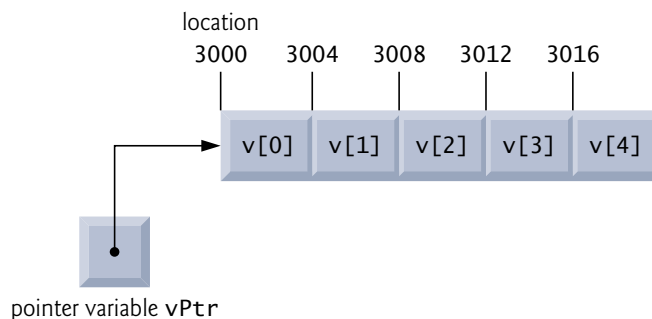 location
3000 3004 3008 3012 3016
v[0] v[1] v[2] v[3] v[4]
pointer variable vPtr